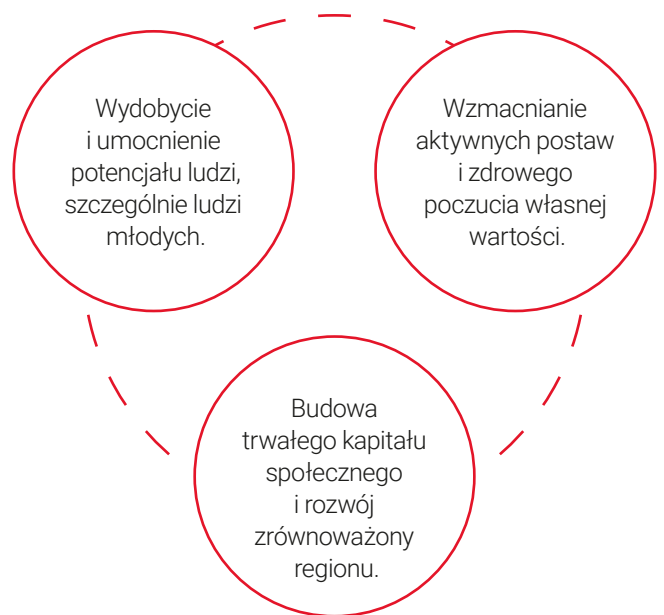 Wydobycie
i umocnienie
potencjału ludzi,
szczególnie ludzi
młodych.
Wzmacnianie
aktywnych postaw
i zdrowego
poczucia własnej
wartości.
Budowa
trwałego kapitału
społecznego
i rozwój
zrównoważony
regionu.